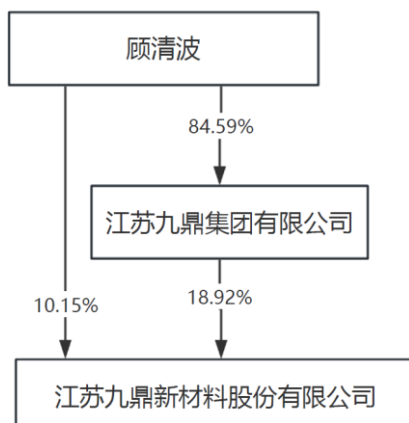 顾清波
84.59%
江苏九鼎集团有限公司
10.15%
18.92%
江苏九鼎新材料股份有限公司